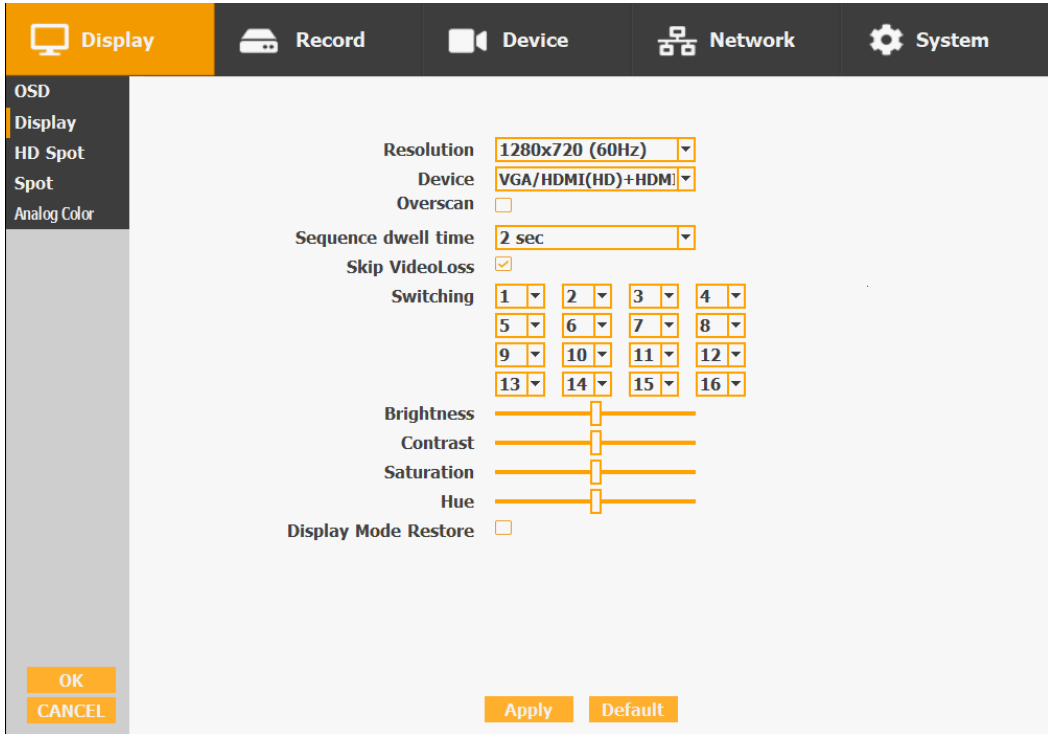 Display Record Device Network System
OSD
Display
HD Spot
Spot
Analog Color
Resolution 1280x720 (60Hz)
Device VGA/HDMI(HD)+HDMI
Overscan
Sequence dwell time 2 sec
Skip VideoLoss
Switching 1 2 3 4
5 6 7 8
9 10 11 12
13 14 15 16
Brightness
Contrast
Saturation
Hue
Display Mode Restore
OK
CANCEL
Apply Default